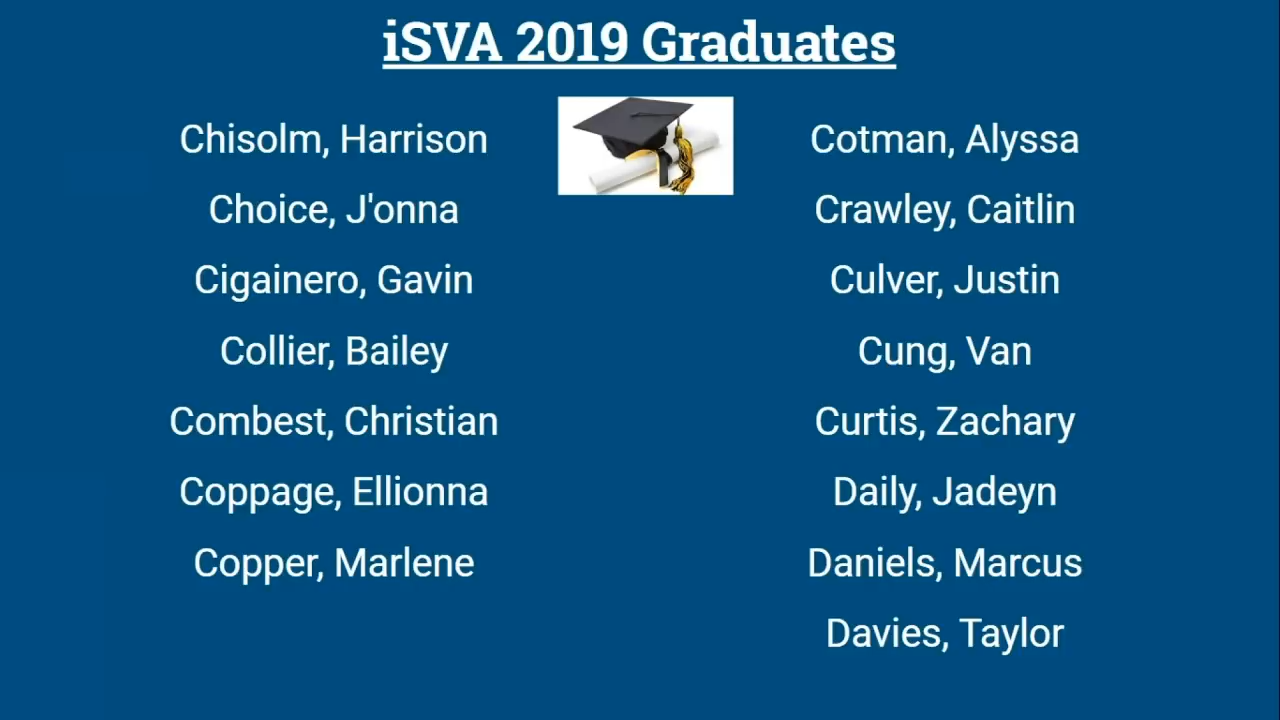 iSVA 2019 Graduates
Chisolm, Harrison
Choice, J'onna
Cigainero, Gavin
Collier, Bailey
Combest, Christian
Coppage, Ellionna
Copper, Marlene
Cotman, Alyssa
Crawley, Caitlin
Culver, Justin
Cung, Van
Curtis, Zachary
Daily, Jadeyn
Daniels, Marcus
Davies, Taylor